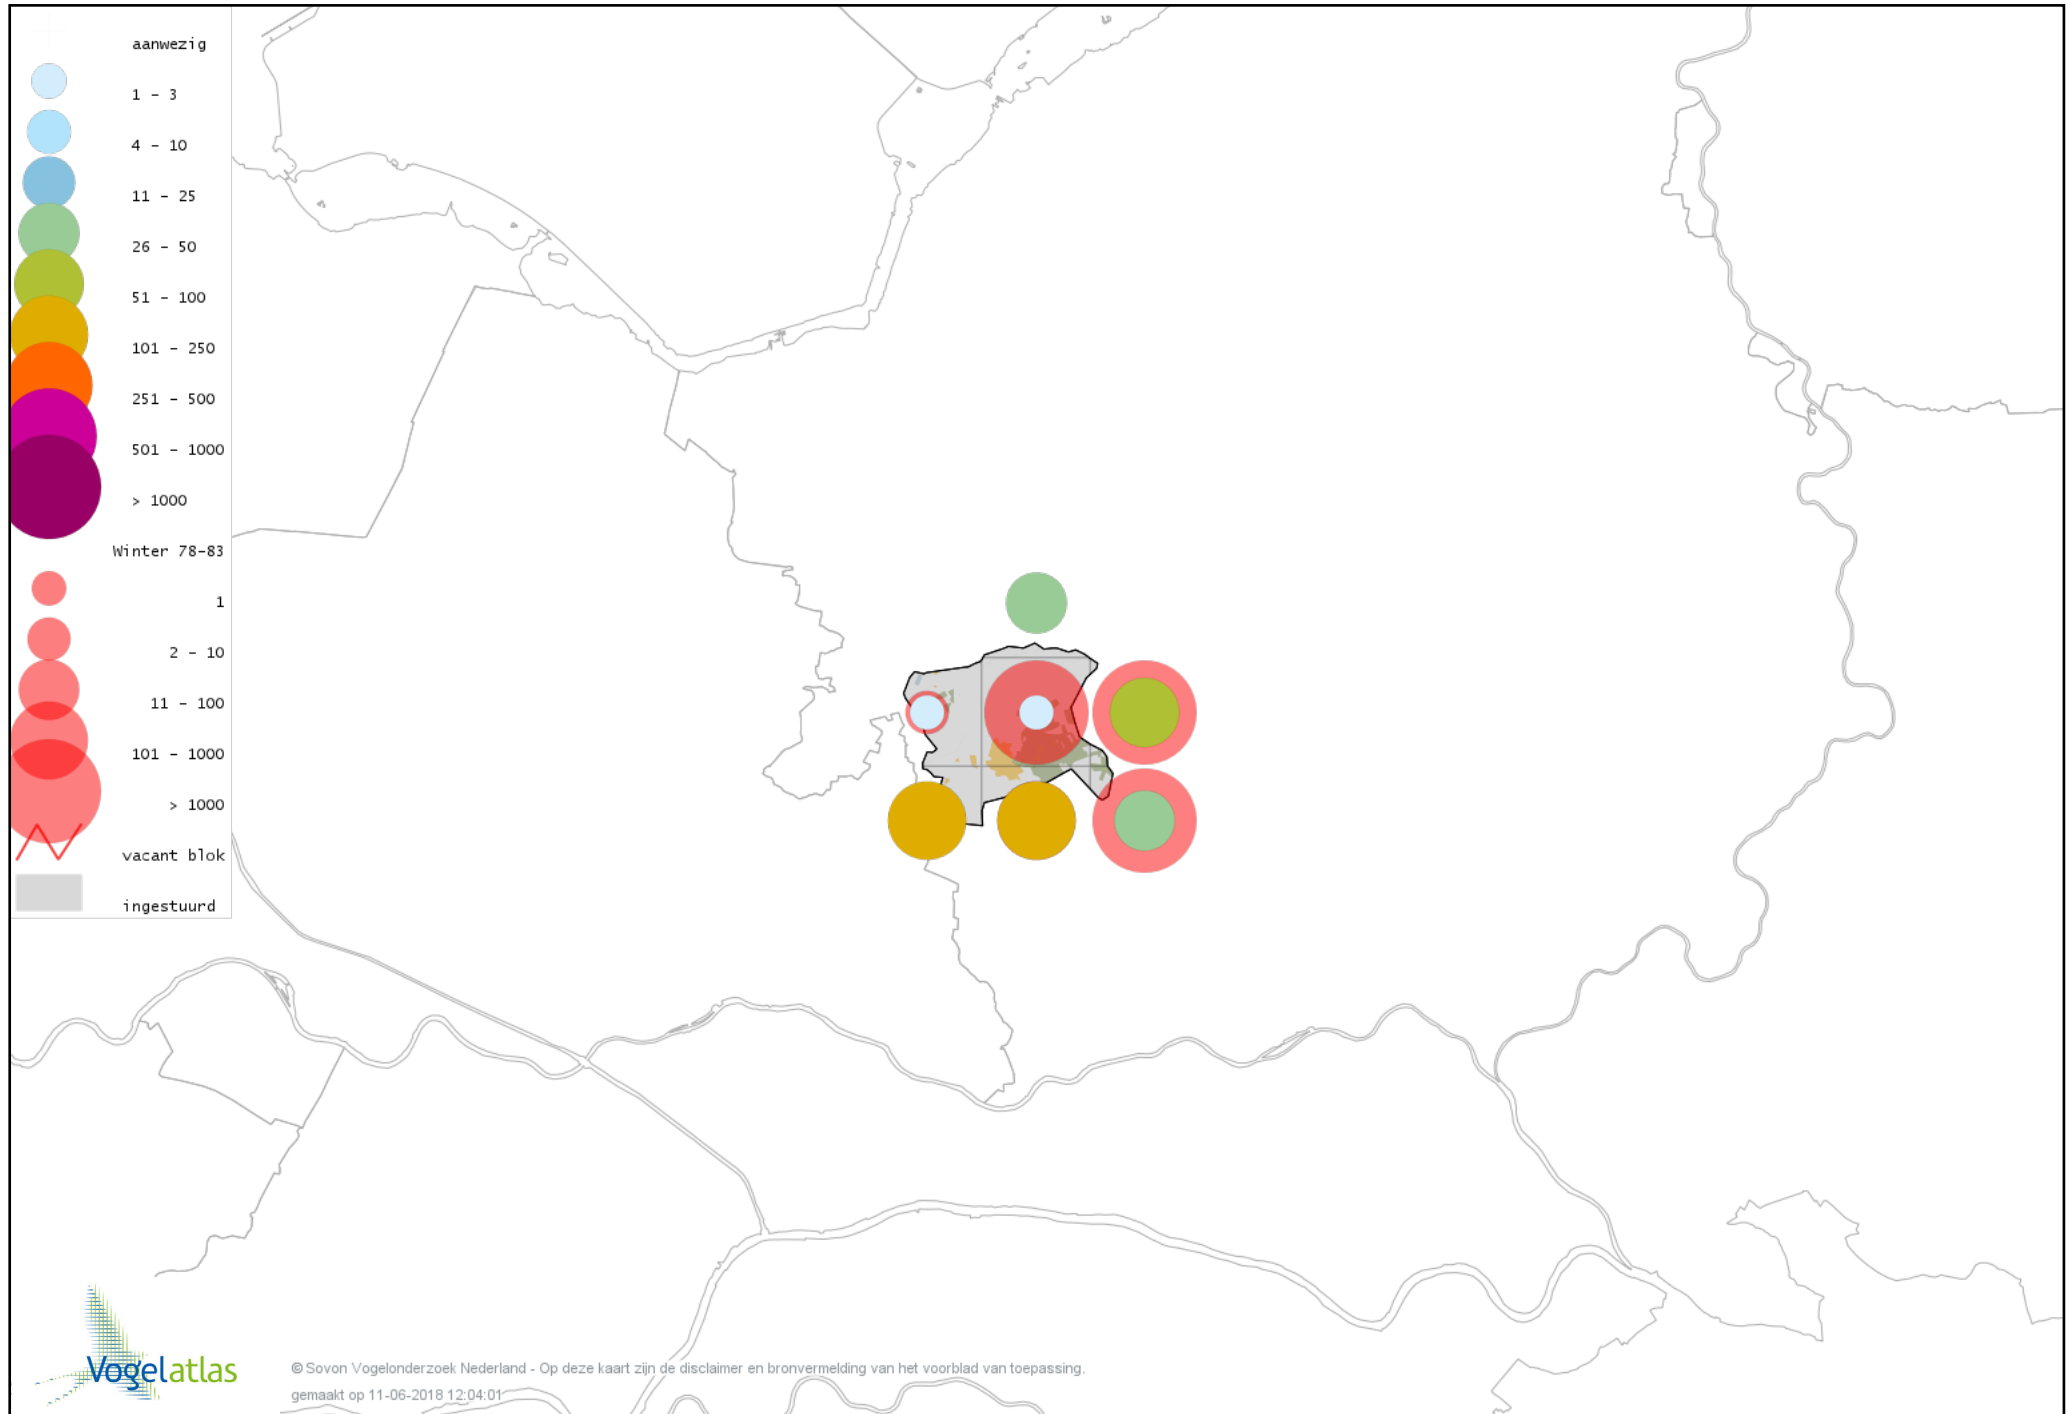 aanwezig
1 - 3
4 - 10
11 - 25
26 - 50
51 - 100
101 - 250
251 - 500
501 - 1000
> 1000
Winter 78-83
1
2 - 10
11 - 100
101 - 1000
> 1000
vacant blok
ingestuurd
Vogelatlas
© Sovon Vogelonderzoek Nederland - Op deze kaart zijn de disclaimer en bronvermelding van het voorblad van toepassing.
gemaakt op 11-06-2018 12:04:01